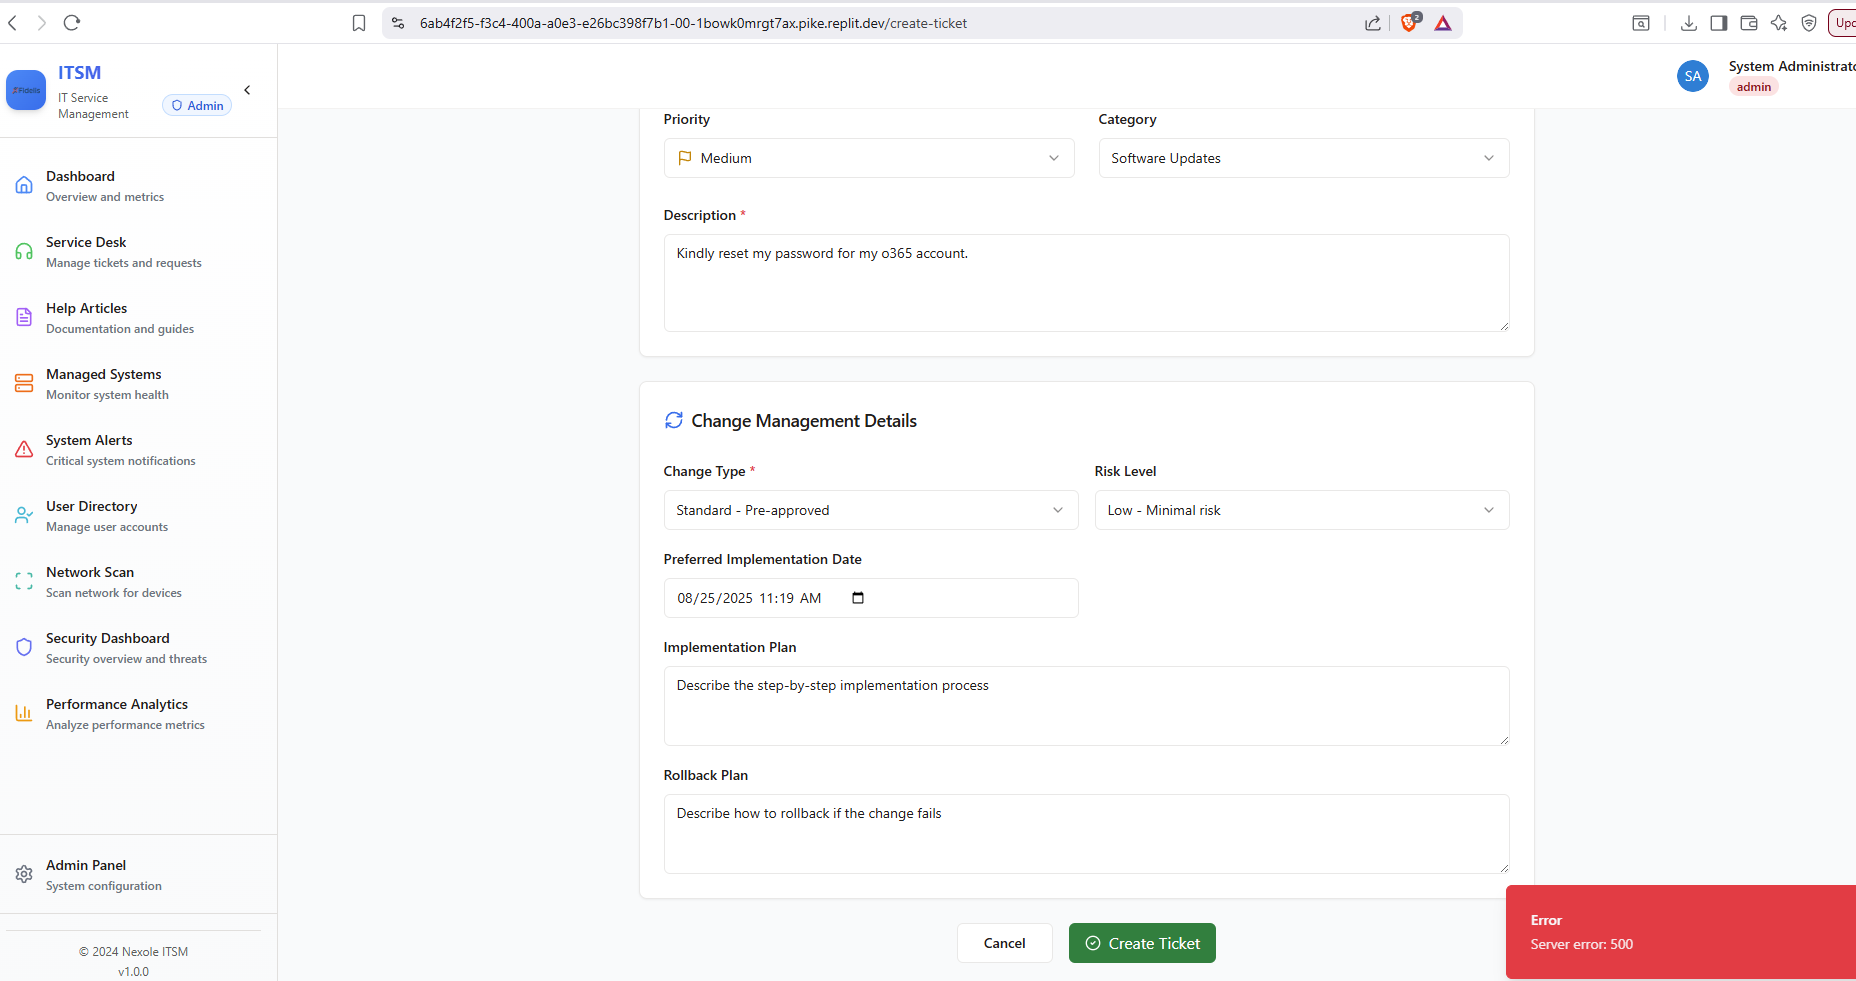 6ab4f2f5-f3c4-400a-a0e3-e26bc398f7b1-00-1bowk0mrgt7ax.pike.replit.dev/create-ticket
2
ITSM
IT Service
Management
Admin
SA
System Administrato
admin
Dashboard
Overview and metrics
Service Desk
Manage tickets and requests
Help Articles
Documentation and guides
Managed Systems
Monitor system health
System Alerts
Critical system notifications
User Directory
Manage user accounts
Network Scan
Scan network for devices
Security Dashboard
Security overview and threats
Performance Analytics
Analyze performance metrics
Admin Panel
System configuration
© 2024 Nexole ITSM
v1.0.0
Priority
Medium
Category
Software Updates
Description *
Kindly reset my password for my o365 account.
Change Management Details
Change Type *
Standard - Pre-approved
Risk Level
Low - Minimal risk
Preferred Implementation Date
08/25/2025 11:19 AM
Implementation Plan
Describe the step-by-step implementation process
Rollback Plan
Describe how to rollback if the change fails
Cancel
Create Ticket
Error
Server error: 500